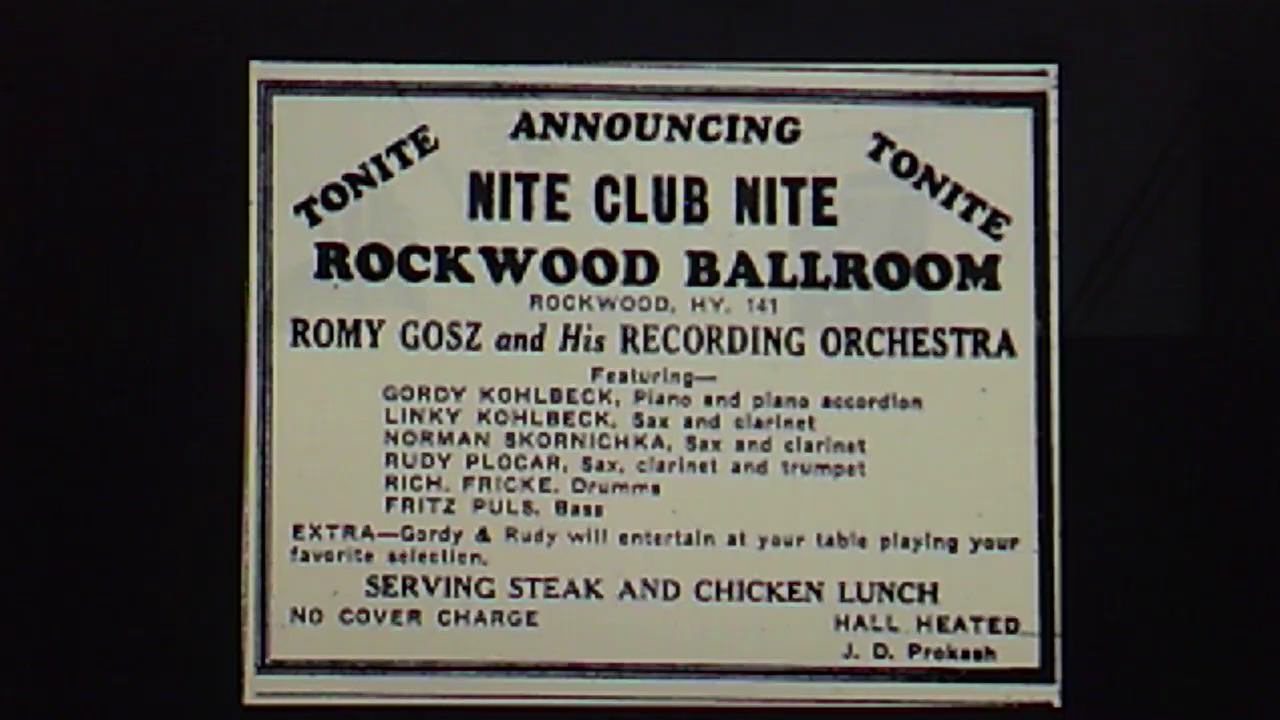 ANNOUNCING
TONITE
TONITE
NITE CLUB NITE
ROCKWOOD BALLROOM
ROCKWOOD, HY. 141
ROMY GOSZ and His RECORDING ORCHESTRA
Featuring—
GORDY KOHLBECK, Piano and piano accordion
LINKY KOHLBECK, Sax and clarinet
NORMAN SKORNICHKA, Sax and clarinet
RUDY PLOCAR, Sax, clarinet and trumpet
RICH. FRICKE, Drumms
FRITZ PULS, Bass
EXTRA—Gordy & Rudy will entertain at your table playing your
favorite selection.
SERVING STEAK AND CHICKEN LUNCH
NO COVER CHARGE
HALL HEATED
J. D. Prokash